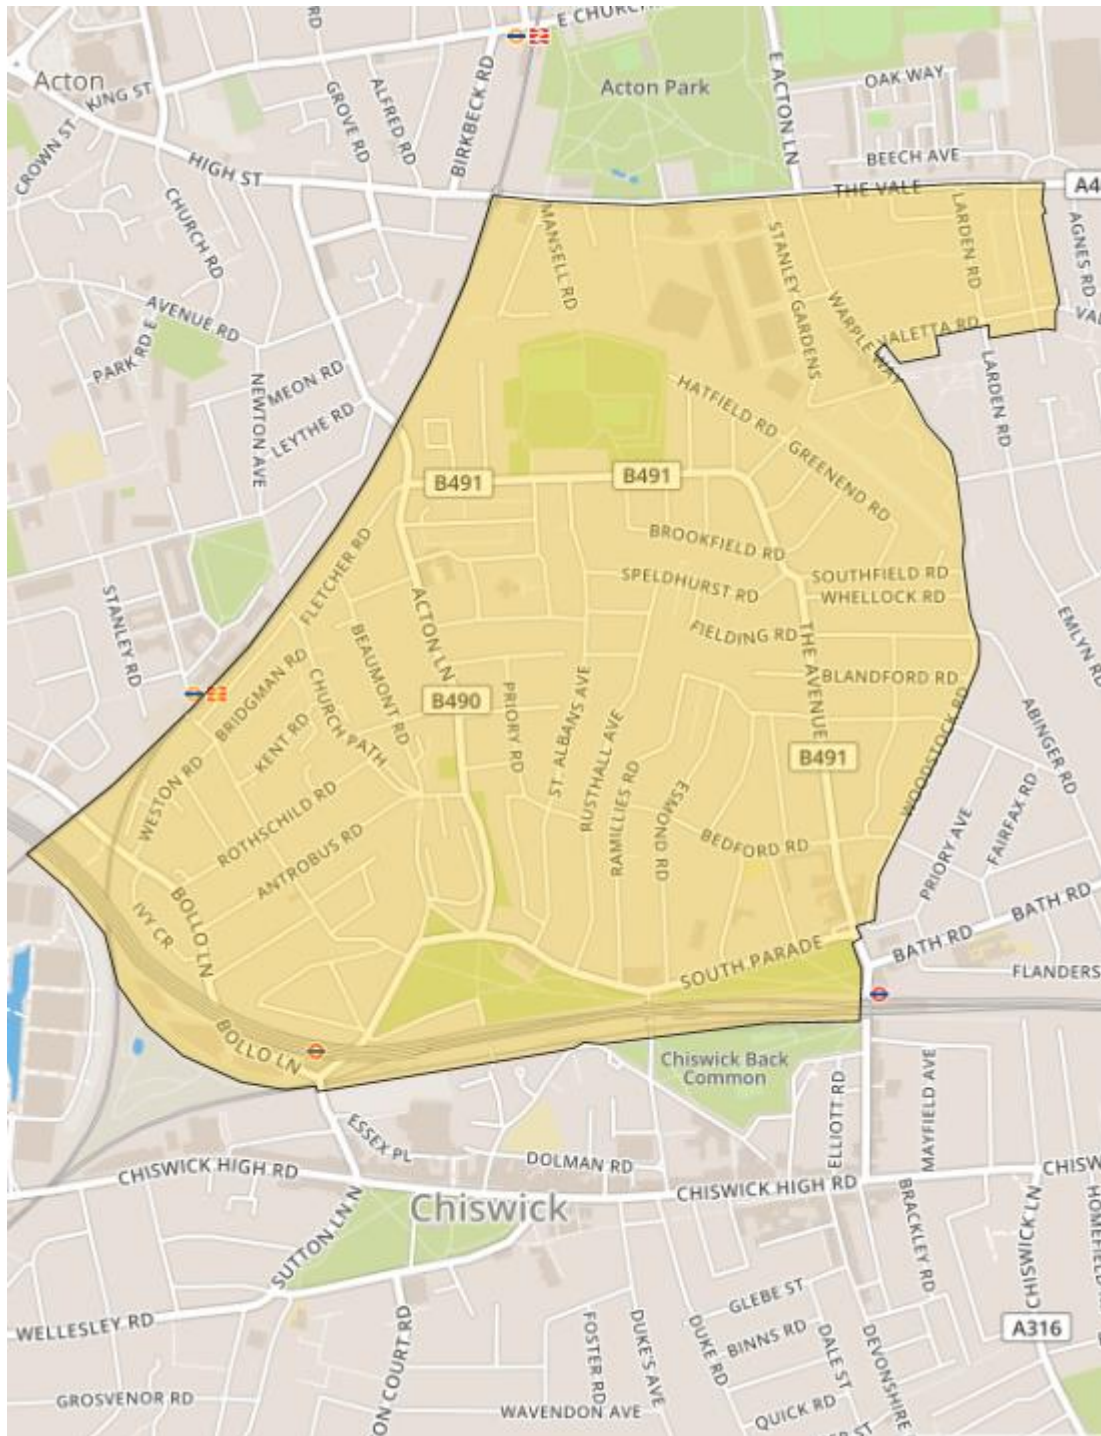 E CHURCH
RD
Acton
KING ST
CROWN ST
GROVE RD
ALFRED RD
BIRKBECK RD
Acton Park
E ACTON LN
OAK WAY
BEECH AVE
HIGH ST
THE VALE
A4
CHURCH RD
MANSELL RD
STANLEY GARDENS
LARDEN RD
AGNES RD
WARPLE WAY
VALETTA RD
VAL
AVENUE RD
PARK RD E
MEON RD
NEWTON AVE
LEYTHE RD
LARDEN RD
HATFIELD RD
GREENEND RD
B491
B491
FLETCHER RD
BROOKFIELD RD
SPELDHURST RD
SOUTHFIELD RD
WHELLOCK RD
STANLEY RD
ACTON LN
BEAUMONT RD
FIELDING RD
THE AVENUE
EMLYN RD
BRIDGMAN RD
CHURCH PATH
B490
PRIORY RD
ST. ALBANS AVE
BLANDFORD RD
KENT RD
RUSTHALL AVE
RAMILLIES RD
B491
WOODSTOCK RD
ABINGER RD
WESTON RD
ROTHSCHILD RD
ESMOND RD
BEDFORD RD
FAIRFAX RD
PRIORY AVE
ANTROBUS RD
IVY CR
BOLLO LN
BATH RD
BATH RD
SOUTH PARADE
FLANDERS
BOLLO LN
Chiswick Back
Common
ELLIOTT RD
MAYFIELD AVE
ESSEX PL
DOLMAN RD
CHISWICK HIGH RD
CHISWICK HIGH RD
CHISW
Chiswick
SUTTON LN N
BRACKLEY RD
CHISWICK LN
HOMEFIELD
GLEBE ST
WELLESLEY RD
BINNS RD
A316
FOSTER RD
DUKE'S AVE
DUKE RD
DALE ST
DEVONSHIRE
ON COURT RD
GROSVENOR RD
WAVENDON AVE
QUICK RD